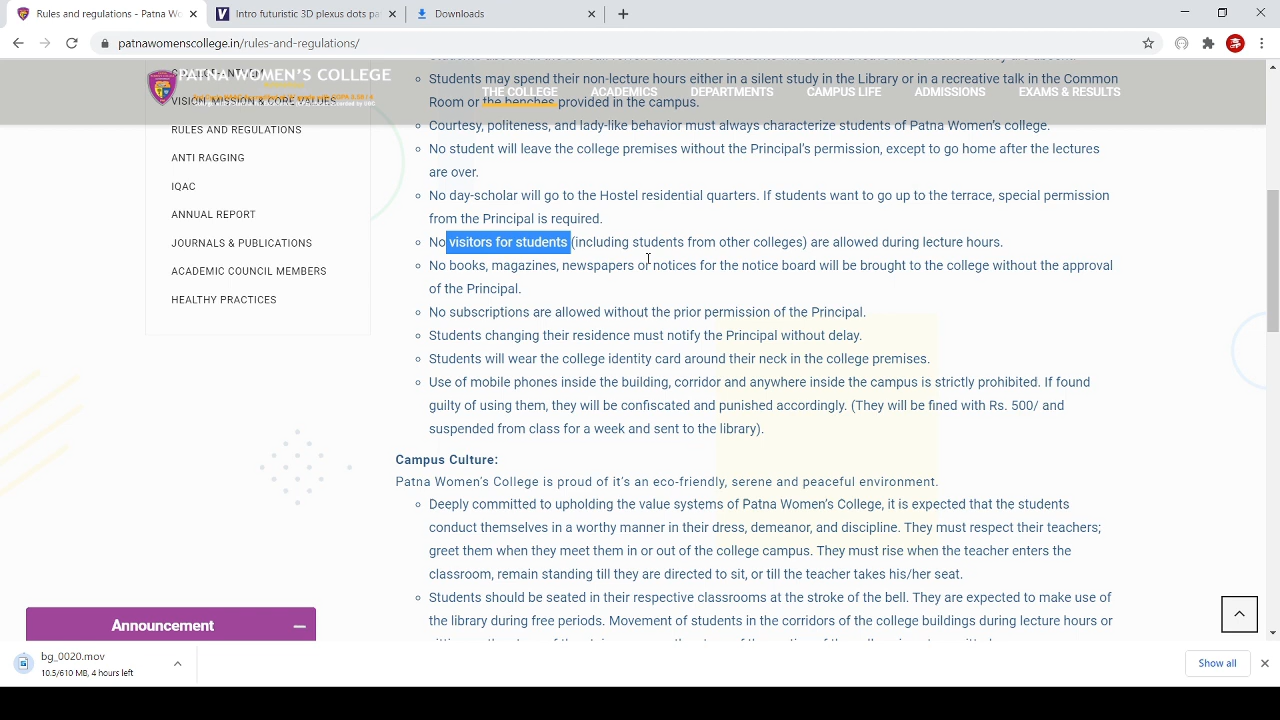 Rules and regulations - Patna Wo
Intro futuristic 3D plexus dots pa
Downloads
patnawomenscollege.in/rules-and-regulations/
PATNA WOMEN'S COLLEGE
THE COLLEGE
ACADEMICS
DEPARTMENTS
CAMPUS LIFE
ADMISSIONS
EXAMS & RESULTS
VISION, MISSION & CORE VALUES
RULES AND REGULATIONS
ANTI RAGGING
IQAC
ANNUAL REPORT
JOURNALS & PUBLICATIONS
ACADEMIC COUNCIL MEMBERS
HEALTHY PRACTICES
Students may spend their non-lecture hours either in a silent study in the Library or in a recreative talk in the Common
Room or the benches provided in the campus.
Courtesy, politeness, and lady-like behavior must always characterize students of Patna Women's college.
No student will leave the college premises without the Principal's permission, except to go home after the lectures
are over.
No day-scholar will go to the Hostel residential quarters. If students want to go up to the terrace, special permission
from the Principal is required.
No visitors for students (including students from other colleges) are allowed during lecture hours.
No books, magazines, newspapers or notices for the notice board will be brought to the college without the approval
of the Principal.
No subscriptions are allowed without the prior permission of the Principal.
Students changing their residence must notify the Principal without delay.
Students will wear the college identity card around their neck in the college premises.
Use of mobile phones inside the building, corridor and anywhere inside the campus is strictly prohibited. If found
guilty of using them, they will be confiscated and punished accordingly. (They will be fined with Rs. 500/ and
suspended from class for a week and sent to the library).
Campus Culture:
Patna Women's College is proud of it's an eco-friendly, serene and peaceful environment.
Deeply committed to upholding the value systems of Patna Women's College, it is expected that the students
conduct themselves in a worthy manner in their dress, demeanor, and discipline. They must respect their teachers;
greet them when they meet them in or out of the college campus. They must rise when the teacher enters the
classroom, remain standing till they are directed to sit, or till the teacher takes his/her seat.
Students should be seated in their respective classrooms at the stroke of the bell. They are expected to make use of
the library during free periods. Movement of students in the corridors of the college buildings during lecture hours or
Announcement
bg_0020.mov
10.5/610 MB, 4 hours left
Show all